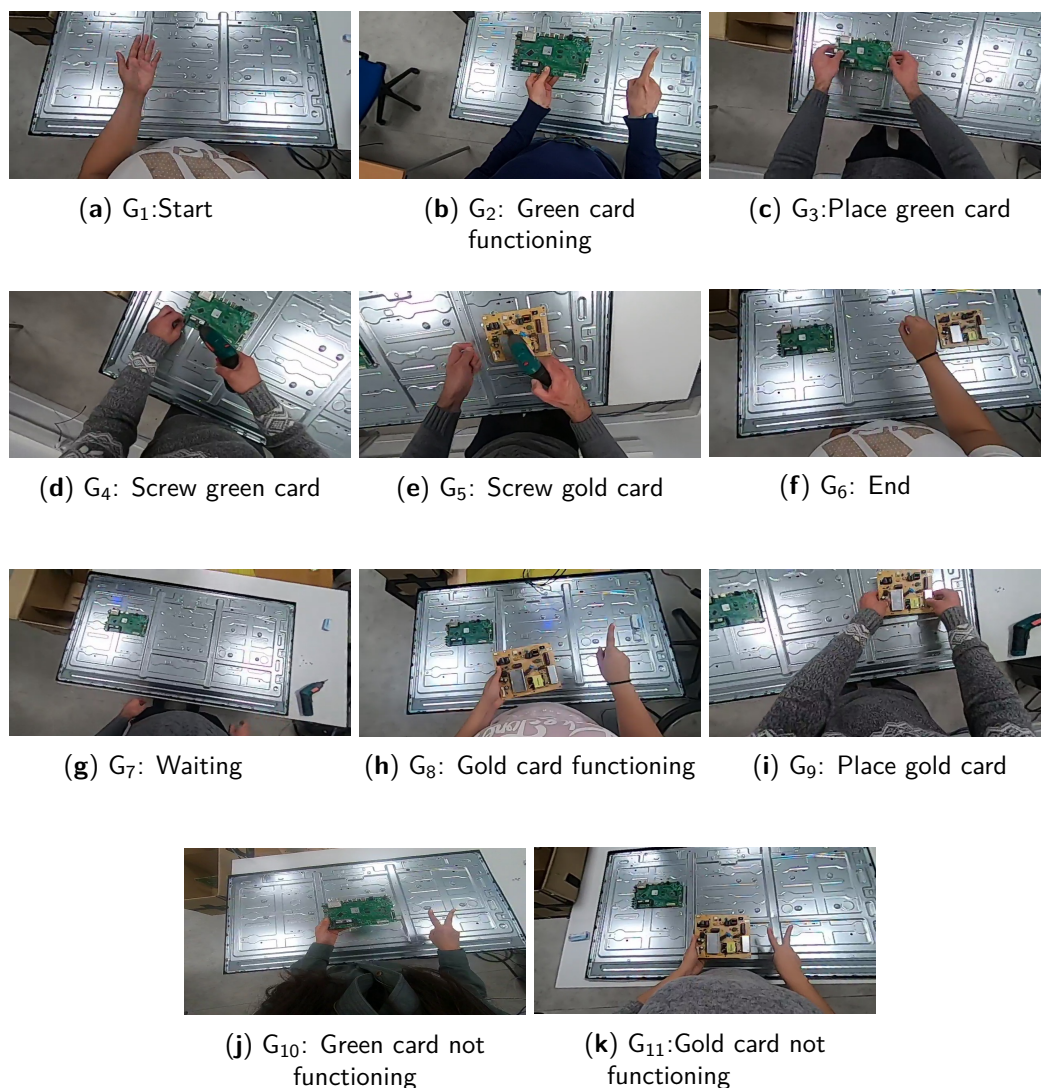 (a) G₁:Start
(b) G₂: Green card
functioning
(c) G₃:Place green card
(d) G₄: Screw green card
(e) G₅: Screw gold card
(f) G₆: End
(g) G₇: Waiting
(h) G₈: Gold card functioning
(i) G₉: Place gold card
(j) G₁₀: Green card not
functioning
(k) G₁₁:Gold card not
functioning